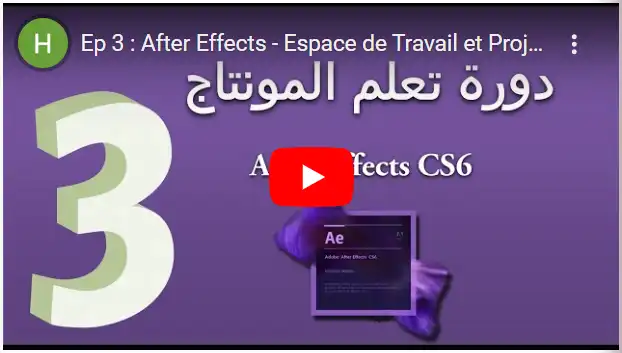 H
Ep 3 : After Effects - Espace de Travail et Proj…
دورة تعلم المونتاج
3
A ffects CS6
Ae
Adobe After Effects CS6